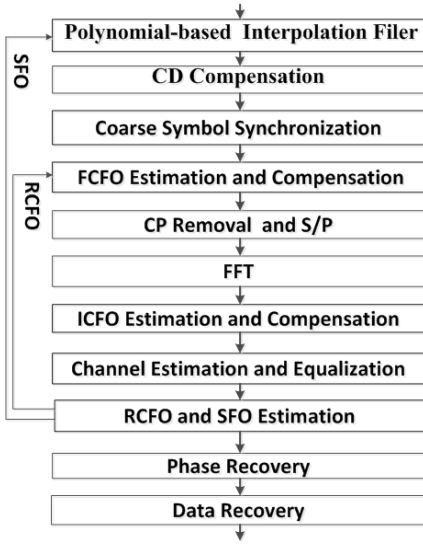 Polynomial-based Interpolation Filer
CD Compensation
Coarse Symbol Synchronization
FCFO Estimation and Compensation
CP Removal and S/P
FFT
ICFO Estimation and Compensation
Channel Estimation and Equalization
RCFO and SFO Estimation
Phase Recovery
Data Recovery
SFO
RCFO